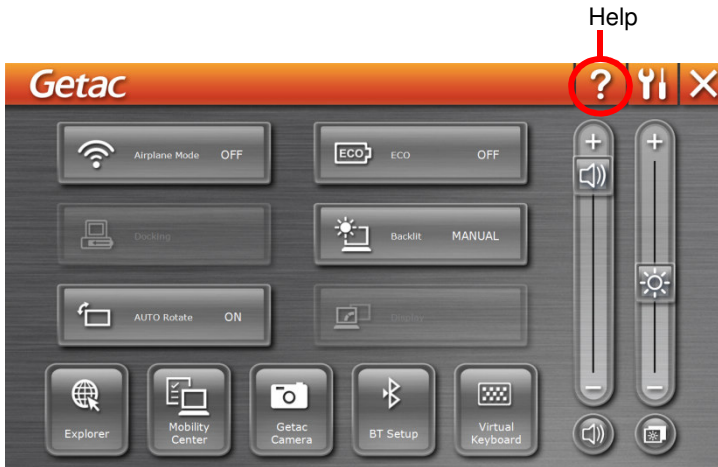 Help
Getac
?
Airplane Mode OFF
ECO ECO OFF
Docking
Backlit MANUAL
AUTO Rotate ON
Display
Explorer
Mobility
Center
Getac
Camera
BT Setup
Virtual
Keyboard